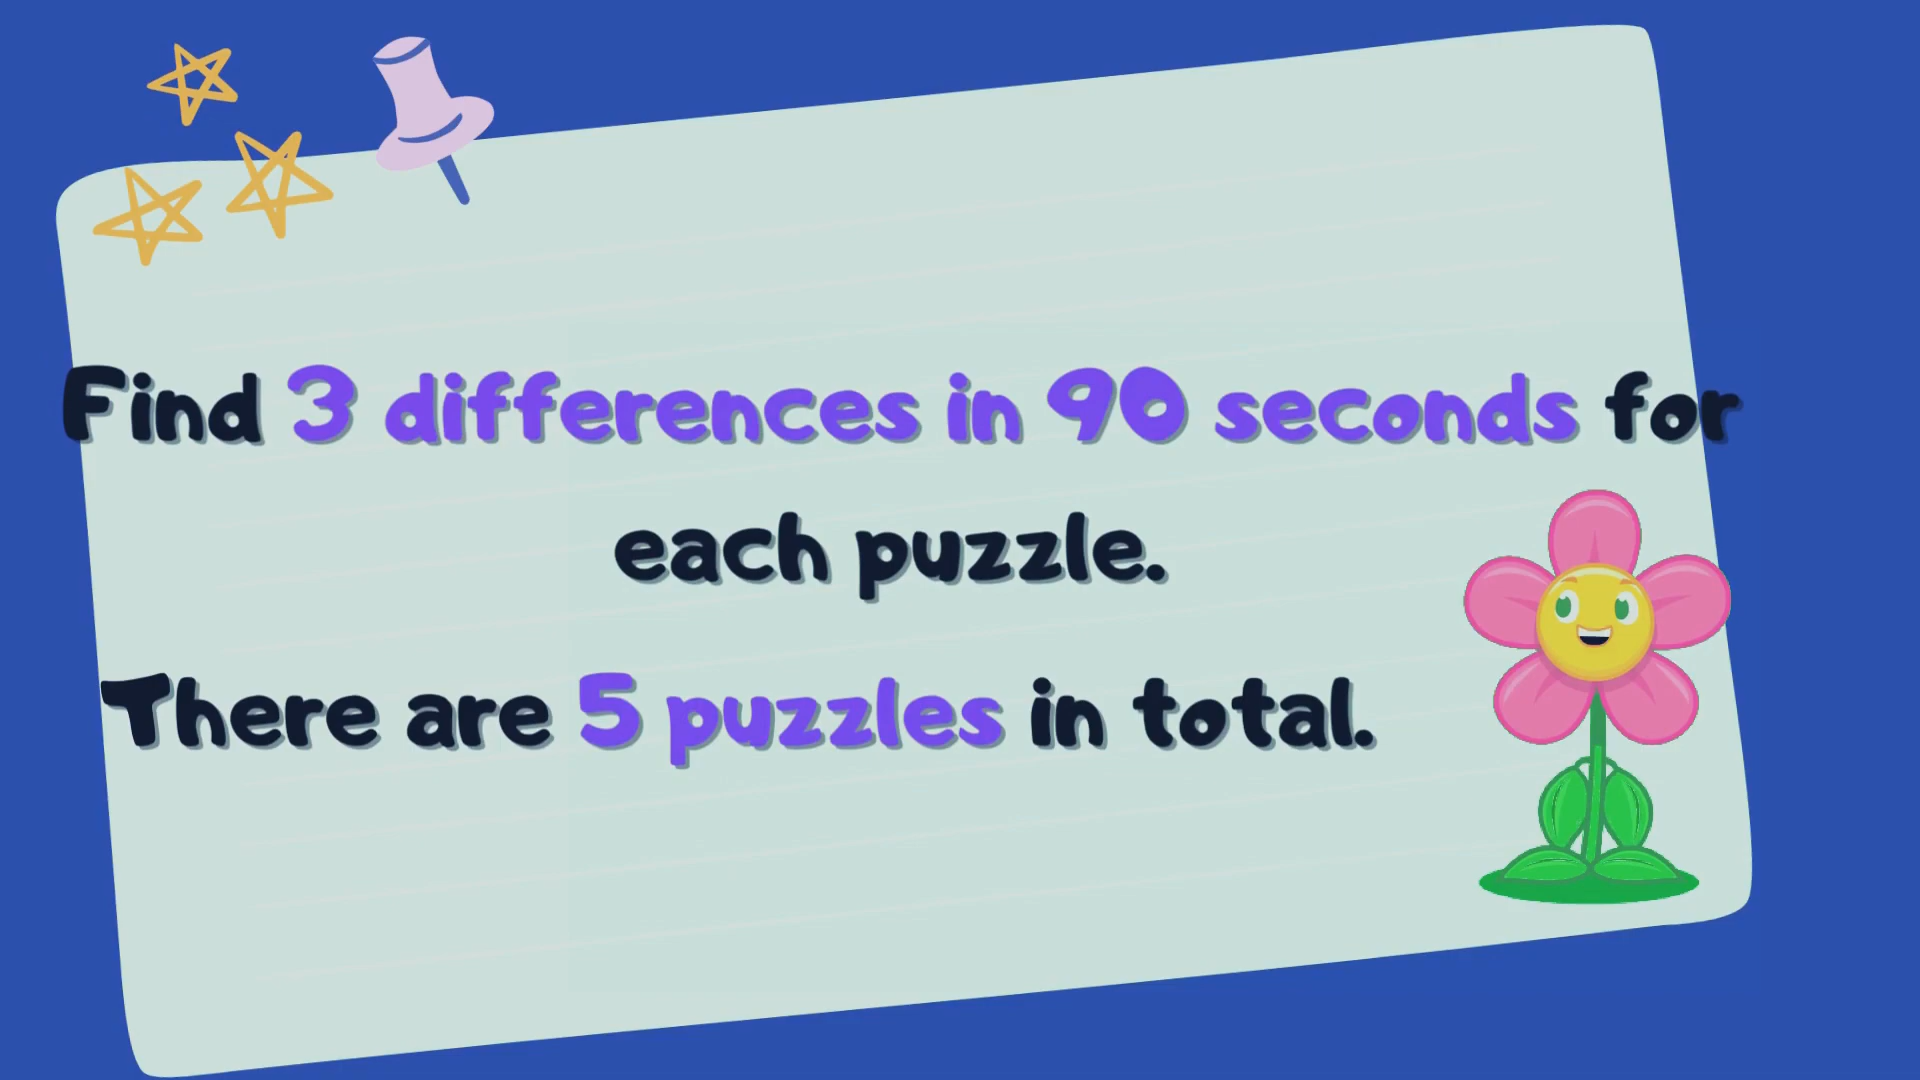 Find 3 differences in 90 seconds for
each puzzle.
There are 5 puzzles in total.